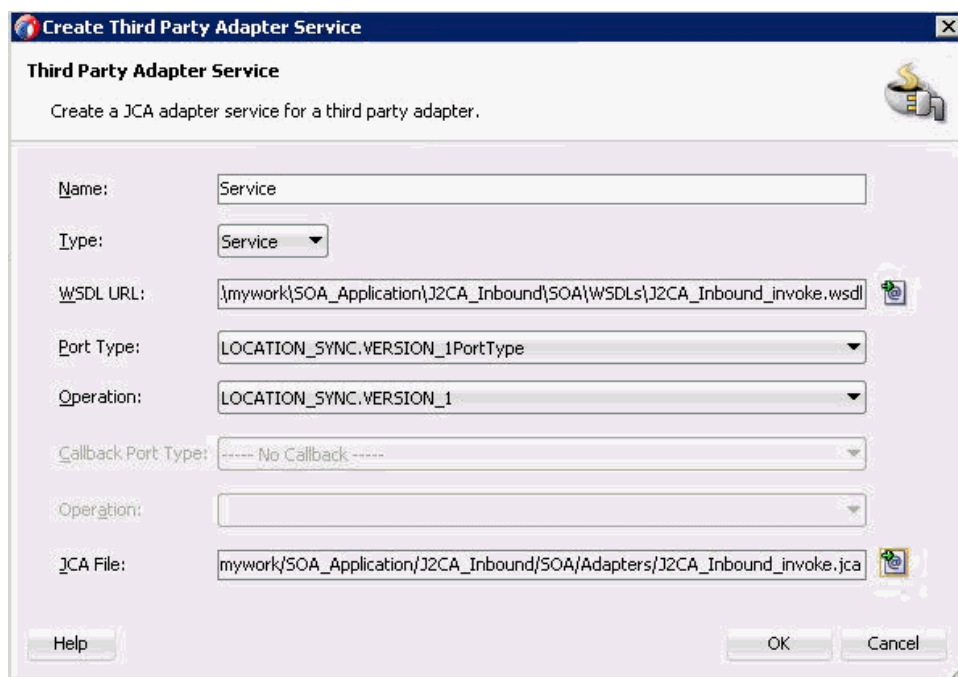 Create Third Party Adapter Service
Third Party Adapter Service
Create a JCA adapter service for a third party adapter.
Name: Service
Type: Service
WSDL URL: .\mywork\SOA_Application\J2CA_Inbound\SOA\WSDLs\J2CA_Inbound_invoke.wsdl
Port Type: LOCATION_SYNC.VERSION_1PortType
Operation: LOCATION_SYNC.VERSION_1
Callback Port Type: ----- No Callback -----
Operation:
JCA File: mywork/SOA_Application/J2CA_Inbound/SOA/Adapters/J2CA_Inbound_invoke.jca
Help OK Cancel